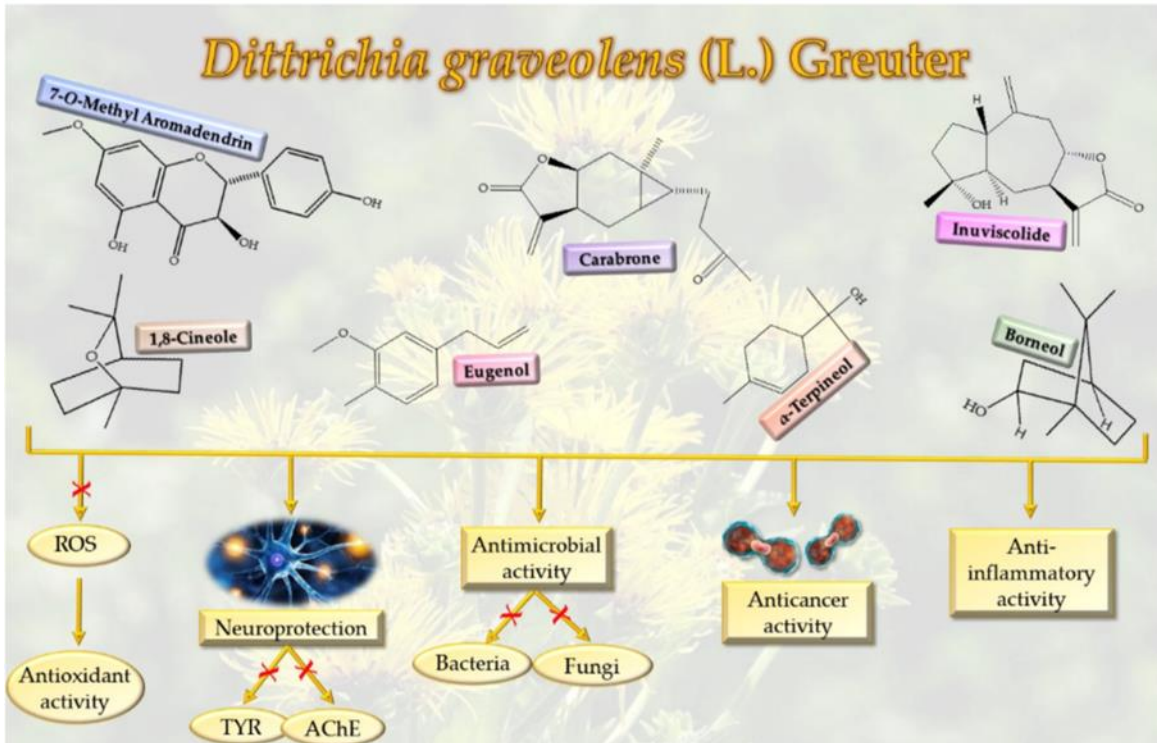 Dittrichia graveolens (L.) Greuter
7-O-Methyl Aromadendrin
O
O
OH
OH
O
OH
O
O
Carabrone
O
H
O
O
OH
H
Inuviscolide
O
1,8-Cineole
O
Eugenol
OH
α-Terpineol
Borneol
HO
H
H
ROS
Antioxidant
activity
Neuroprotection
TYR
AChE
Antimicrobial
activity
Bacteria
Fungi
Anticancer
activity
Anti-
inflammatory
activity